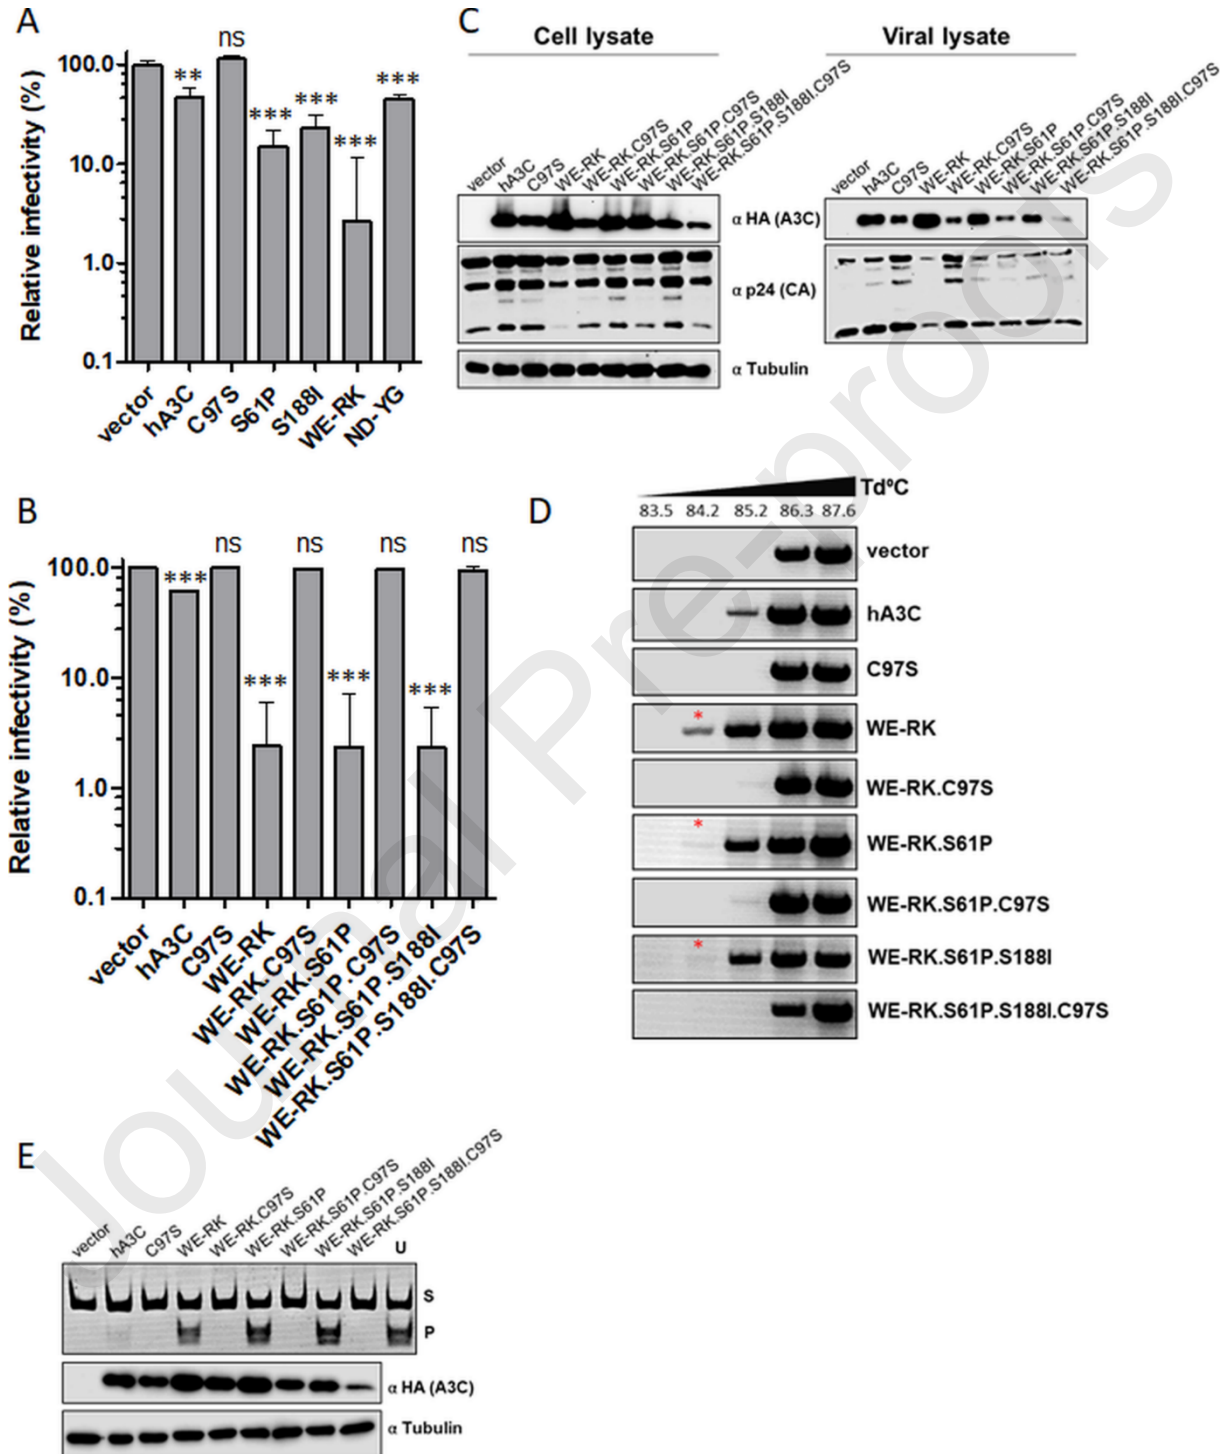 A
Relative infectivity (%)
100.0
10.0
1.0
0.1
**
ns
***
***
***
***
vector
hA3C
C97S
S61P
S188I
WE-RK
ND-YG
B
Relative infectivity (%)
100.0
10.0
1.0
0.1
***
ns
***
ns
***
ns
***
ns
vector
hA3C
C97S
WE-RK
WE-RK.C97S
WE-RK.S61P
WE-RK.S61P.C97S
WE-RK.S61P.S188I
WE-RK.S61P.S188I.C97S
C
Cell lysate
vector
hA3C
C97S
WE-RK
WE-RK.C97S
WE-RK.S61P
WE-RK.S61P.C97S
WE-RK.S61P.S188I
WE-RK.S61P.S188I.C97S
α HA (A3C)
α p24 (CA)
α Tubulin
Viral lysate
vector
hA3C
C97S
WE-RK
WE-RK.C97S
WE-RK.S61P
WE-RK.S61P.C97S
WE-RK.S61P.S188I
WE-RK.S61P.S188I.C97S
D
Td°C
83.5 84.2 85.2 86.3 87.6
vector
hA3C
C97S
*
WE-RK
WE-RK.C97S
*
WE-RK.S61P
WE-RK.S61P.C97S
*
WE-RK.S61P.S188I
WE-RK.S61P.S188I.C97S
E
vector
hA3C
C97S
WE-RK
WE-RK.C97S
WE-RK.S61P
WE-RK.S61P.C97S
WE-RK.S61P.S188I
WE-RK.S61P.S188I.C97S
U
S
P
α HA (A3C)
α Tubulin
Journal Pre-proofs